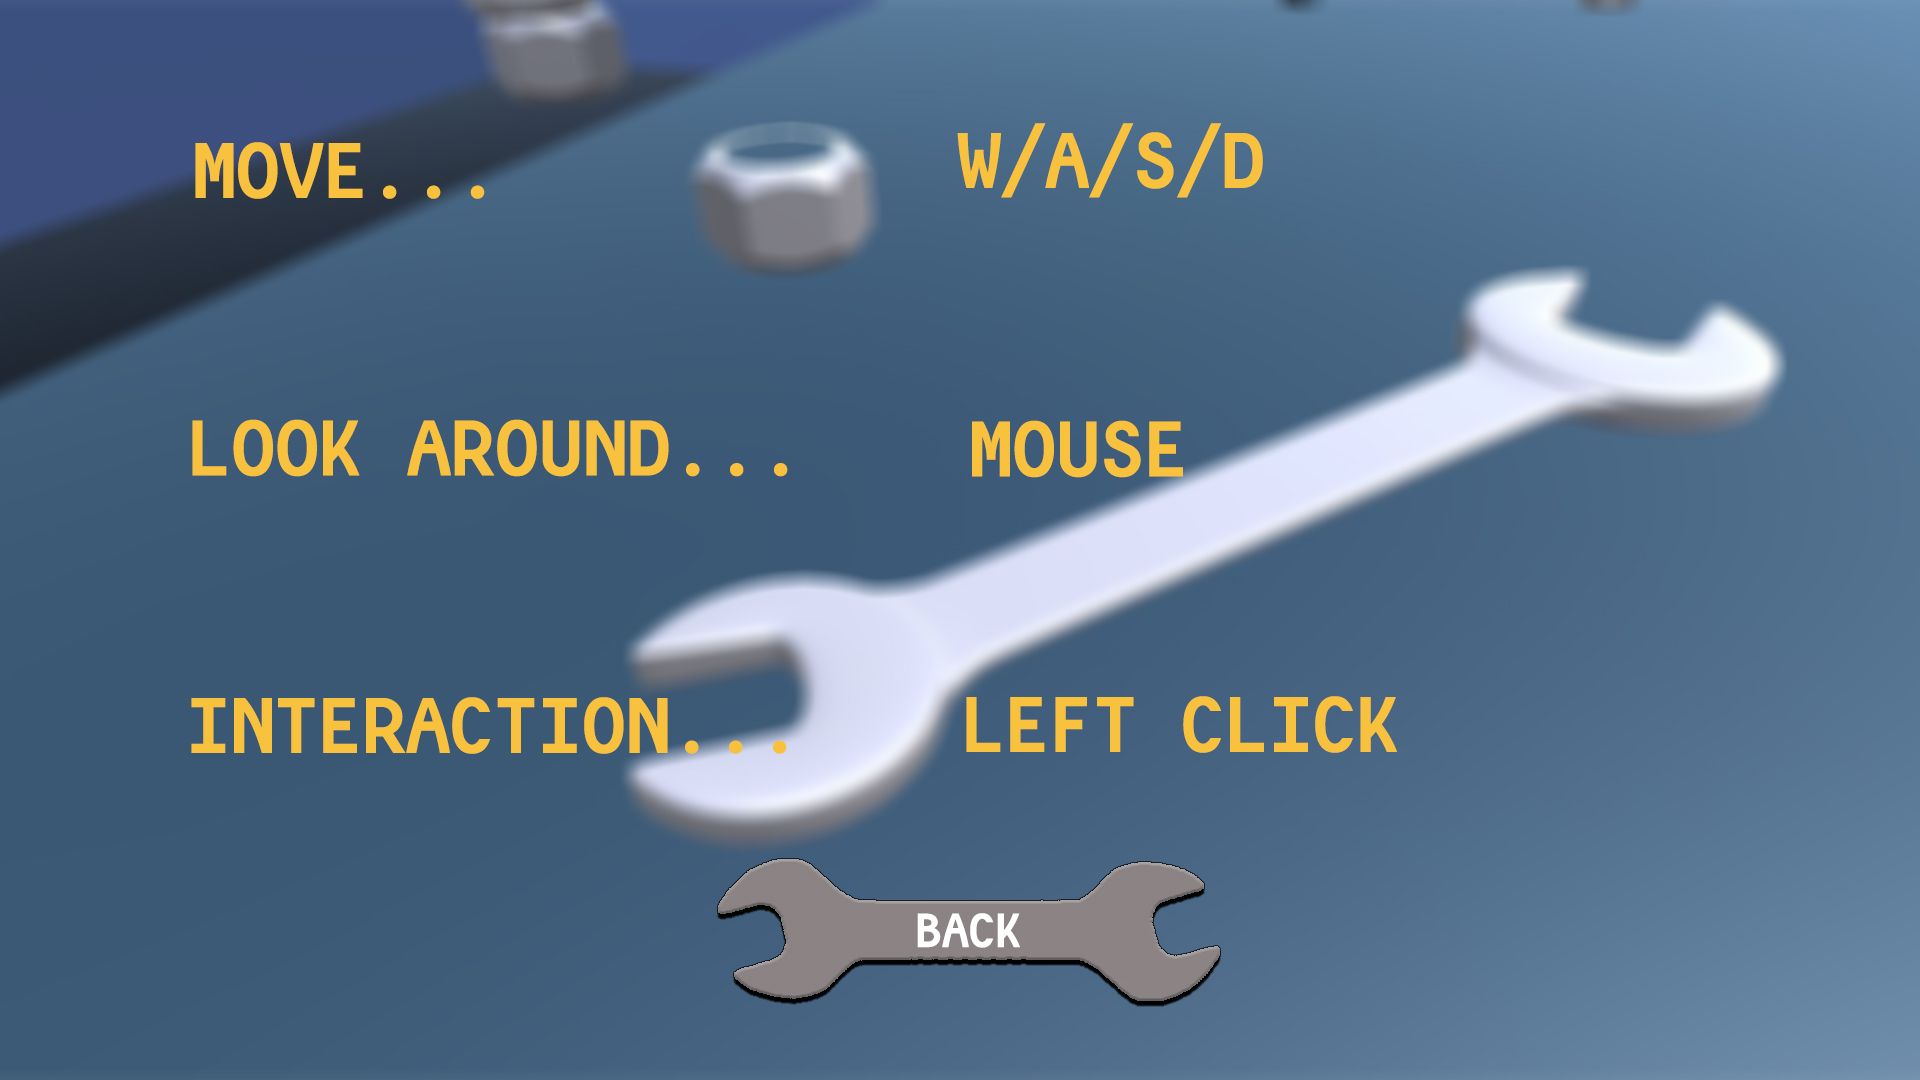 MOVE... W/A/S/D
LOOK AROUND... MOUSE
INTERACTION... LEFT CLICK
BACK